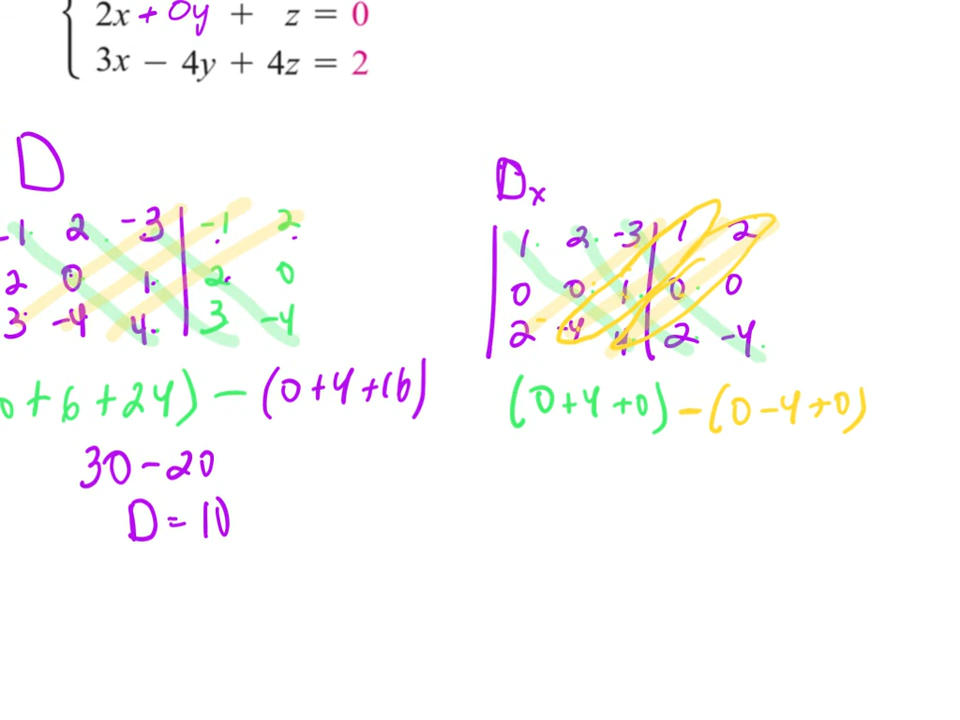 2x + 0y + z = 0
3x − 4y + 4z = 2
D
Dx
-1 2 -3 | -1 2
2 0 1 | 2 0
3 -4 4 | 3 -4
| 1 2 -3 | 1 2
0 0 1 | 0 0
2 -4 4 | 2 -4
0 + 6 + 24) − (0+4+16)
(0+4+0) − (0-4+0)
30 - 20
D = 10